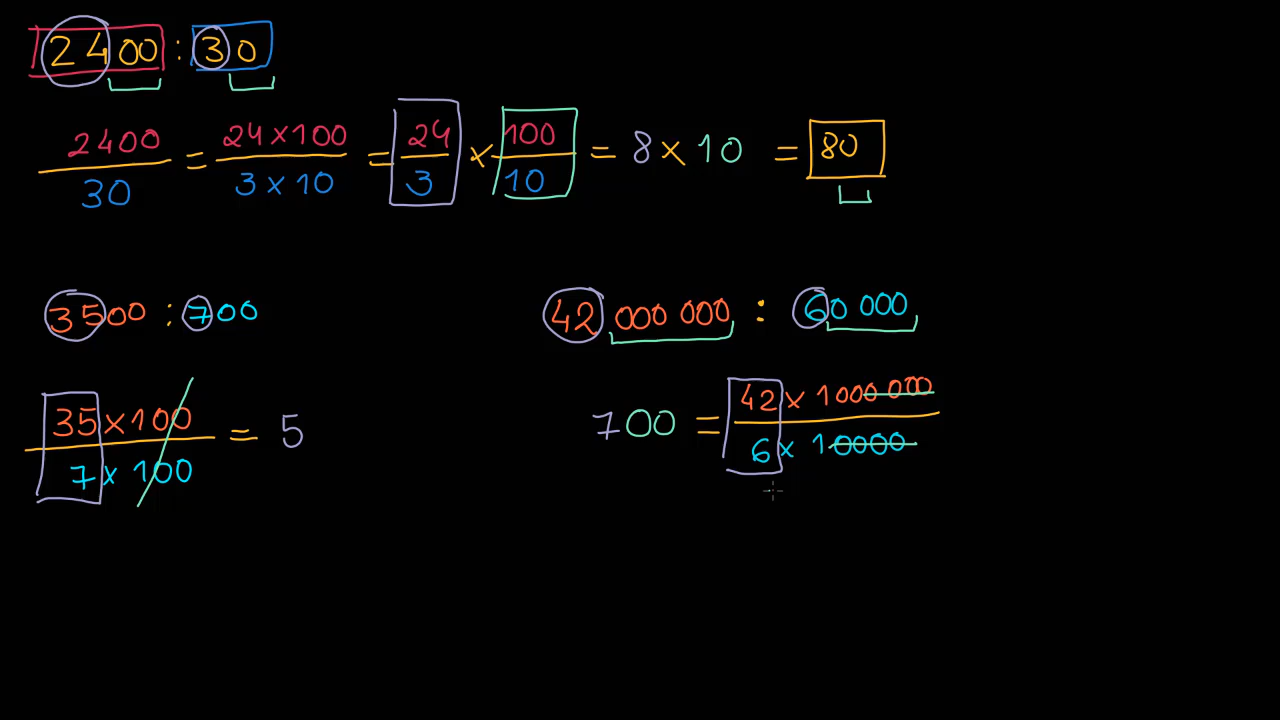 2400 : 30
2400/30 = 24 × 100/3 × 10 = 24/3 × 100/10 = 8 × 10 = 80
3500 : 700
42 000 000 : 60 000
35 × 100/7 × 100 = 5
700 = 42 × 1000 000/6 × 10000